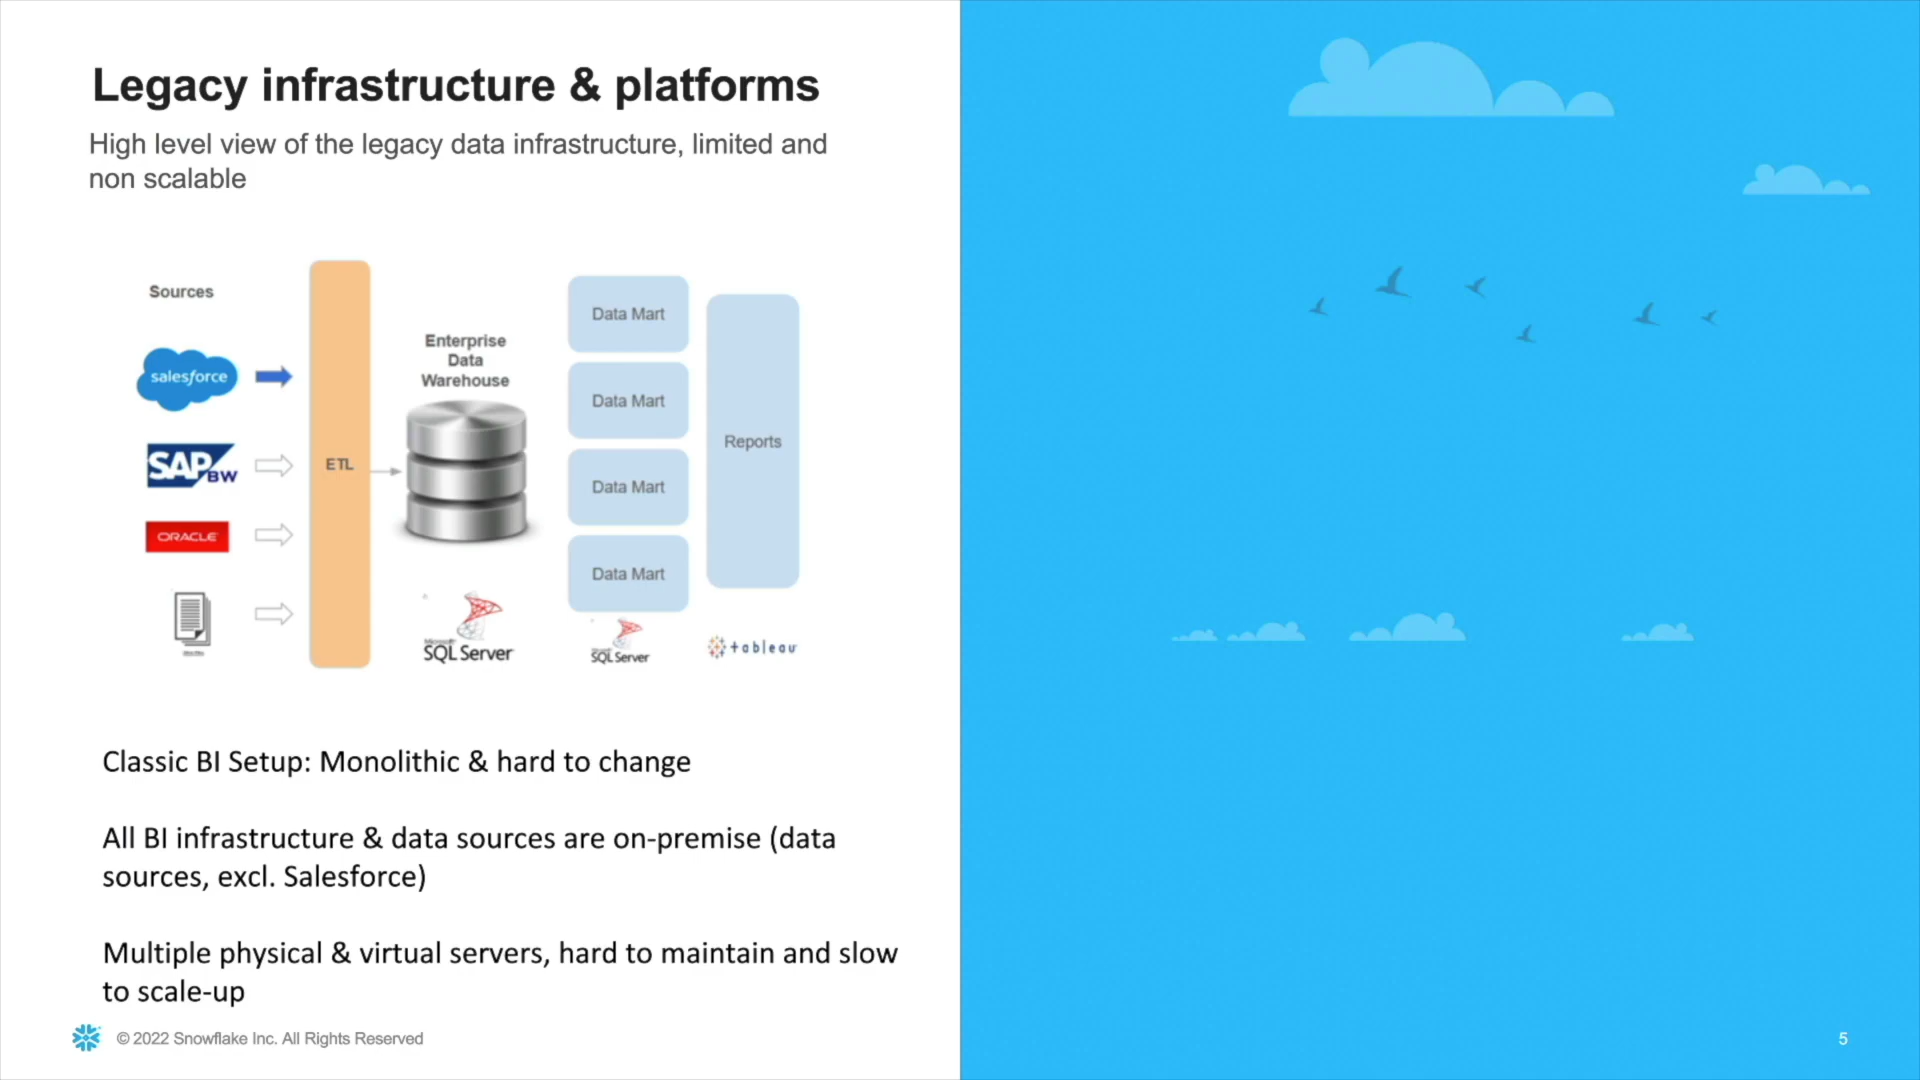 Legacy infrastructure & platforms
High level view of the legacy data infrastructure, limited and
non scalable
Sources
salesforce
SAP BW
ORACLE
ETL
Enterprise
Data
Warehouse
Microsoft
SQL Server
Data Mart
Data Mart
Data Mart
Data Mart
SQL Server
Reports
+ableau
Classic BI Setup: Monolithic & hard to change
All BI infrastructure & data sources are on-premise (data
sources, excl. Salesforce)
Multiple physical & virtual servers, hard to maintain and slow
to scale-up
© 2022 Snowflake Inc. All Rights Reserved
5